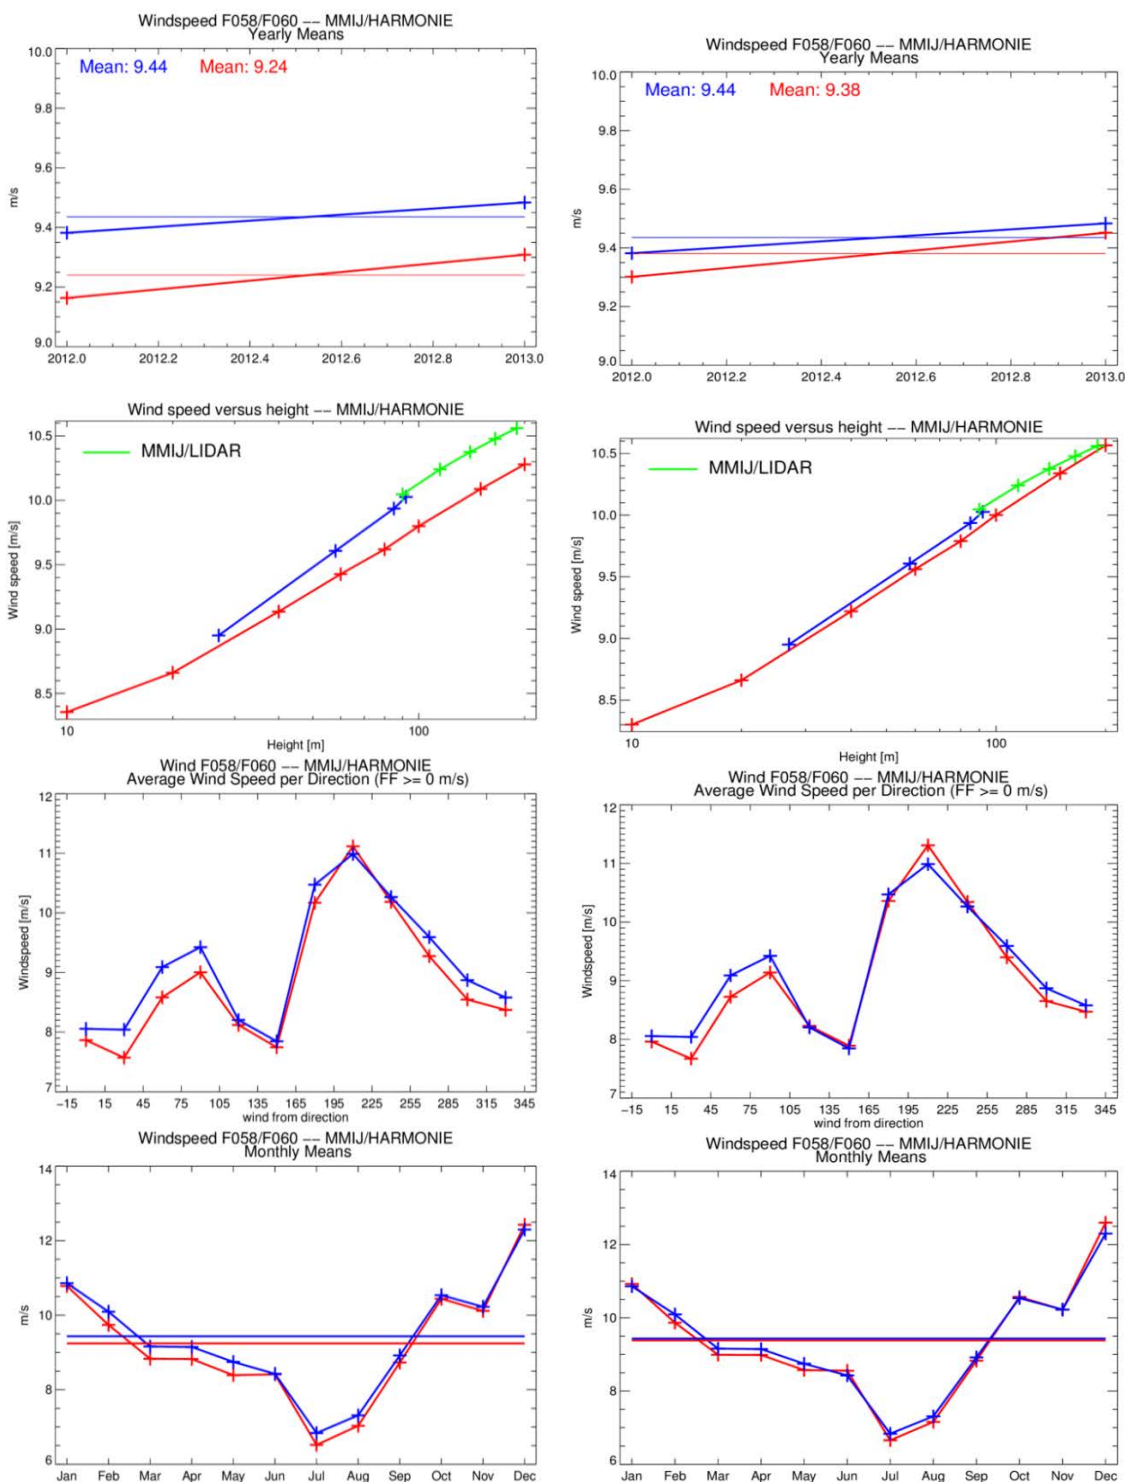 Windspeed F058/F060 −− MMIJ/HARMONIE
Yearly Means
Mean: 9.44 Mean: 9.24
10.0
9.8
9.6
9.4
9.2
9.0
m/s
2012.0 2012.2 2012.4 2012.6 2012.8 2013.0
Windspeed F058/F060 −− MMIJ/HARMONIE
Yearly Means
Mean: 9.44 Mean: 9.38
10.0
9.8
9.6
9.4
9.2
9.0
m/s
2012.0 2012.2 2012.4 2012.6 2012.8 2013.0
Wind speed versus height −− MMIJ/HARMONIE
MMIJ/LIDAR
10.5
10.0
9.5
9.0
8.5
Wind speed [m/s]
10 100
Height [m]
Wind speed versus height −− MMIJ/HARMONIE
MMIJ/LIDAR
10.5
10.0
9.5
9.0
8.5
Wind speed [m/s]
10 100
Height [m]
Wind F058/F060 −− MMIJ/HARMONIE
Average Wind Speed per Direction (FF >= 0 m/s)
12
11
10
9
8
7
Windspeed [m/s]
−15 15 45 75 105 135 165 195 225 255 285 315 345
wind from direction
Wind F058/F060 −− MMIJ/HARMONIE
Average Wind Speed per Direction (FF >= 0 m/s)
12
11
10
9
8
7
Windspeed [m/s]
−15 15 45 75 105 135 165 195 225 255 285 315 345
wind from direction
Windspeed F058/F060 −− MMIJ/HARMONIE
Monthly Means
14
12
10
8
6
m/s
Jan Feb Mar Apr May Jun Jul Aug Sep Oct Nov Dec
Windspeed F058/F060 −− MMIJ/HARMONIE
Monthly Means
14
12
10
8
6
m/s
Jan Feb Mar Apr May Jun Jul Aug Sep Oct Nov Dec